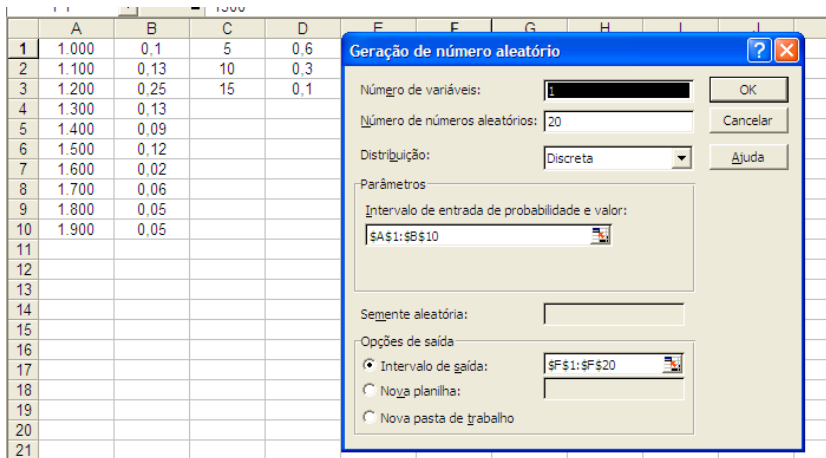 A B C D E F G H I J
1 1.000 0,1 5 0,6
2 1.100 0,13 10 0,3
3 1.200 0,25 15 0,1
4 1.300 0,13
5 1.400 0,09
6 1.500 0,12
7 1.600 0,02
8 1.700 0,06
9 1.800 0,05
10 1.900 0,05
11
12
13
14
15
16
17
18
19
20
21
Geração de número aleatório
Número de variáveis: 1 OK
Número de números aleatórios: 20 Cancelar
Distribuição: Discreta Ajuda
Parâmetros
Intervalo de entrada de probabilidade e valor:
$A$1:$B$10
Semente aleatória:
Opções de saída
Intervalo de saída: $F$1:$F$20
Nova planilha:
Nova pasta de trabalho